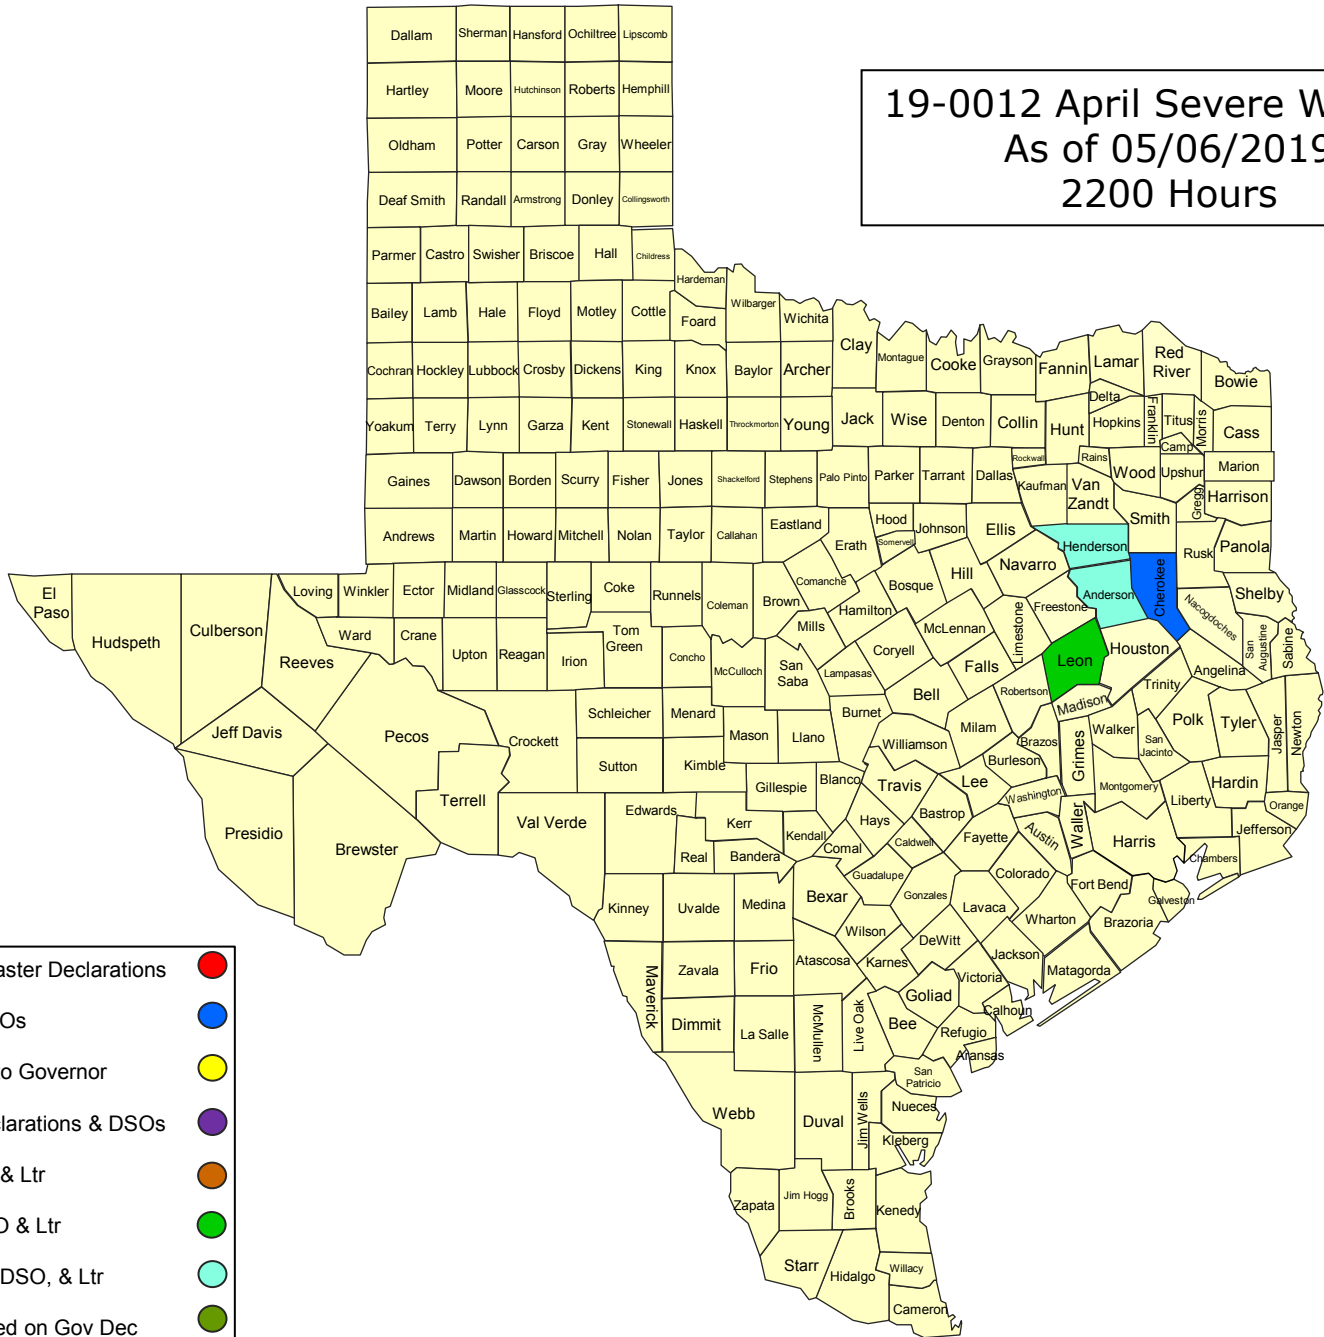 Dallam Sherman Hansford Ochiltree Lipscomb
Hartley Moore Hutchinson Roberts Hemphill
Oldham Potter Carson Gray Wheeler
Deaf Smith Randall Armstrong Donley Collingsworth
Parmer Castro Swisher Briscoe Hall Childress
Hardeman
Bailey Lamb Hale Floyd Motley Cottle Foard Wilbarger Wichita Clay Montague Cooke Grayson Fannin Lamar Red River Bowie
Cochran Hockley Lubbock Crosby Dickens King Knox Baylor Archer
Delta Franklin Titus Morris Cass
Yoakum Terry Lynn Garza Kent Stonewall Haskell Throckmorton Young Jack Wise Denton Collin Hunt Hopkins Camp
Gaines Dawson Borden Scurry Fisher Jones Shackelford Stephens Palo Pinto Parker Tarrant Dallas Rockwall Kaufman Rains Van Zandt Wood Upshur Gregg Marion Harrison
Andrews Martin Howard Mitchell Nolan Taylor Callahan Eastland Erath Hood Somervell Johnson Ellis Henderson Smith Rusk Panola
El Paso Hudspeth Culberson Reeves Loving Winkler Ector Midland Glasscock Sterling Coke Runnels Coleman Brown Comanche Hamilton Bosque Hill Navarro Freestone Anderson Cherokee Nacogdoches Shelby
Ward Crane Upton Reagan Irion Tom Green Concho McCulloch San Saba Mills Lampasas Coryell McLennan Limestone Falls Leon Houston Angelina San Augustine Sabine
Jeff Davis Pecos Crockett Schleicher Menard Mason Llano Burnet Bell Milam Robertson Madison Trinity Polk Tyler Jasper Newton
Presidio Brewster Terrell Val Verde Sutton Kimble Gillespie Blanco Williamson Travis Lee Burleson Brazos Grimes Walker San Jacinto Hardin
Edwards Kerr Kendall Hays Bastrop Washington Montgomery Liberty Orange
Real Bandera Comal Caldwell Fayette Austin Waller Harris Chambers Jefferson
Kinney Uvalde Medina Bexar Guadalupe Gonzales Lavaca Colorado Wharton Fort Bend Brazoria Galveston
Maverick Zavala Frio Atascosa Wilson Karnes DeWitt Jackson Victoria Matagorda
Dimmit La Salle McMullen Live Oak Bee Goliad Refugio Calhoun Aransas
San Patricio
Webb Duval Jim Wells Nueces
Kleberg
Zapata Jim Hogg Brooks Kenedy
Starr Hidalgo Willacy
Cameron
19-0012 April Severe W
As of 05/06/2019
2200 Hours
aster Declarations
Os
o Governor
clarations & DSOs
& Ltr
O & Ltr
DSO, & Ltr
ed on Gov Dec